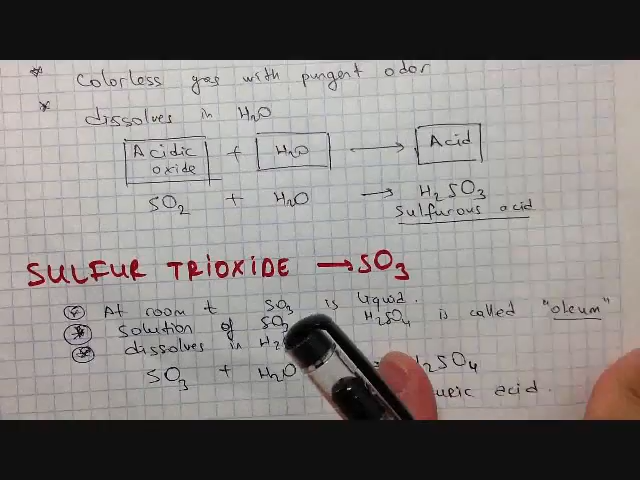 * Colorless gas with pungent odor
* dissolves in H₂O
Acidic oxide + H₂O → Acid
SO₂ + H₂O → H₂SO₃
sulfurous acid
SULFUR TRIOXIDE → SO₃
* At room t SO₃ is liquid.
* Solution of SO₃ H₂SO₄ is called "oleum"
* dissolves in H₂
SO₃ + H₂O H₂SO₄
uric acid.